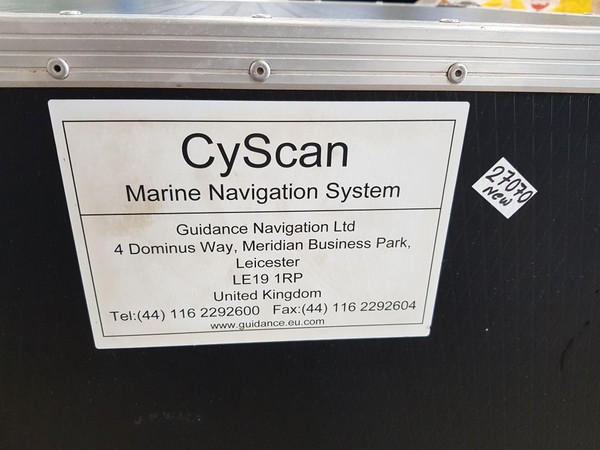 CyScan
Marine Navigation System
Guidance Navigation Ltd
4 Dominus Way, Meridian Business Park,
Leicester
LE19 1RP
United Kingdom
Tel:(44) 116 2292600 Fax:(44) 116 2292604
www.guidance.eu.com
27070
New